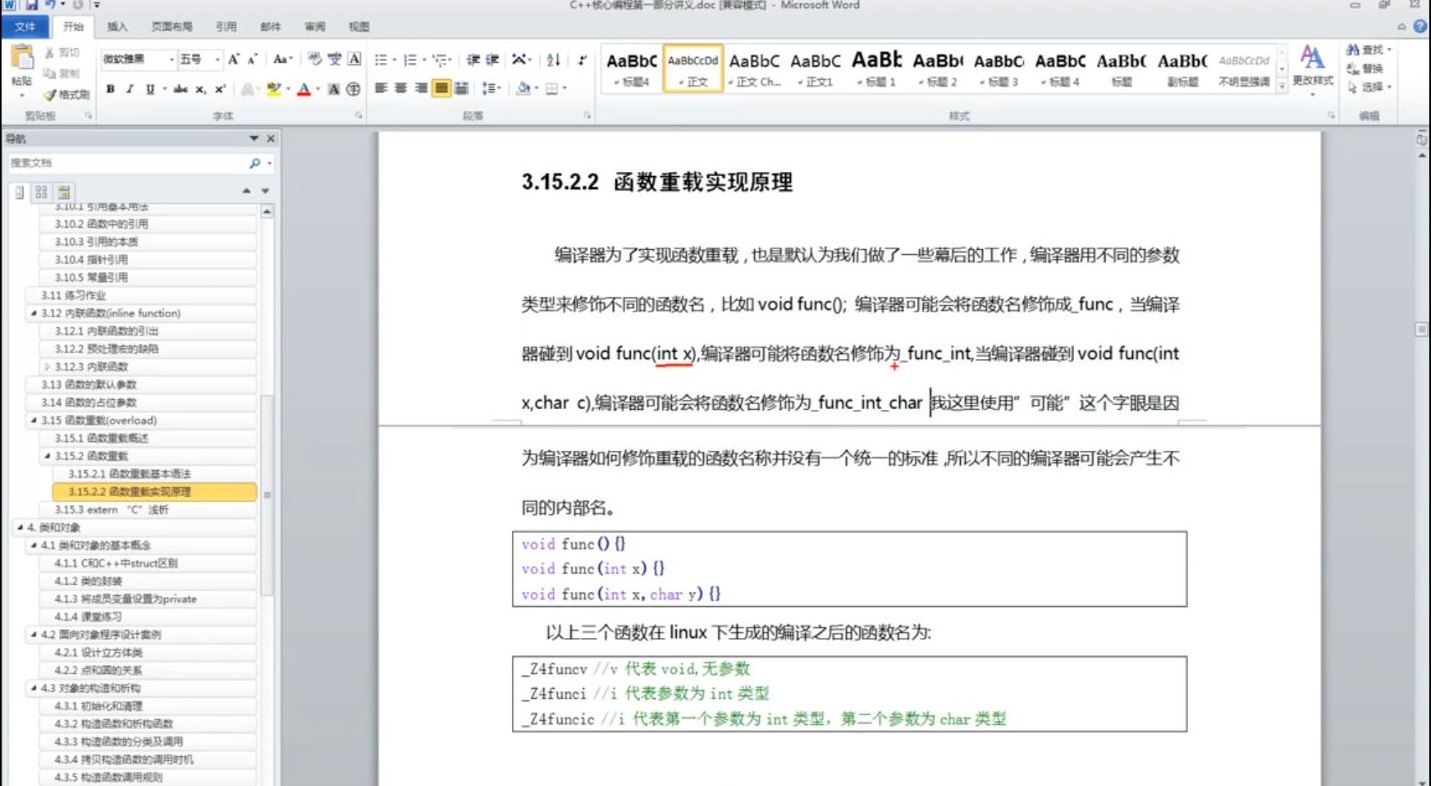 C++核心编程第一部分讲义.doc [兼容模式] - Microsoft Word
文件 开始 插入 页面布局 引用 邮件 审阅 视图
剪切
复制
粘贴
格式刷
剪贴板
微软雅黑 五号
字体
段落
AaBbC 标题4
AaBbCcDd 正文
AaBbC 正文 Ch...
AaBbC 正文1
AaBb 标题 1
AaBb( 标题 2
AaBbC 标题 3
AaBbC 标题 4
AaBb( 标题
AaBb( 副标题
AaBbCcDd 不明显强调
更改样式
样式
查找
替换
选择
编辑
导航
搜索文档
3.10.1 引用基本用法
3.10.2 函数中的引用
3.10.3 引用的本质
3.10.4 指针引用
3.10.5 常量引用
3.11 练习作业
3.12 内联函数(inline function)
3.12.1 内联函数的引出
3.12.2 预处理宏的缺陷
3.12.3 内联函数
3.13 函数的默认参数
3.14 函数的占位参数
3.15 函数重载(overload)
3.15.1 函数重载概述
3.15.2 函数重载
3.15.2.1 函数重载基本语法
3.15.2.2 函数重载实现原理
3.15.3 extern “C”浅析
4. 类和对象
4.1 类和对象的基本概念
4.1.1 C和C++中struct区别
4.1.2 类的封装
4.1.3 将成员变量设置为private
4.1.4 课堂练习
4.2 面向对象程序设计案例
4.2.1 设计立方体类
4.2.2 点和圆的关系
4.3 对象的构造和析构
4.3.1 初始化和清理
4.3.2 构造函数和析构函数
4.3.3 构造函数的分类及调用
4.3.4 拷贝构造函数的调用时机
4.3.5 构造函数调用规则
3.15.2.2 函数重载实现原理
编译器为了实现函数重载，也是默认为我们做了一些幕后的工作，编译器用不同的参数
类型来修饰不同的函数名，比如 void func(); 编译器可能会将函数名修饰成_func，当编译
器碰到 void func(int x),编译器可能将函数名修饰为_func_int,当编译器碰到 void func(int
x,char c),编译器可能会将函数名修饰为_func_int_char 我这里使用”可能”这个字眼是因
为编译器如何修饰重载的函数名称并没有一个统一的标准,所以不同的编译器可能会产生不
同的内部名。
void func(){}
void func(int x){}
void func(int x,char y){}
以上三个函数在 linux 下生成的编译之后的函数名为:
_Z4funcv //v 代表 void,无参数
_Z4funci //i 代表参数为 int 类型
_Z4funcic //i 代表第一个参数为 int 类型，第二个参数为 char 类型